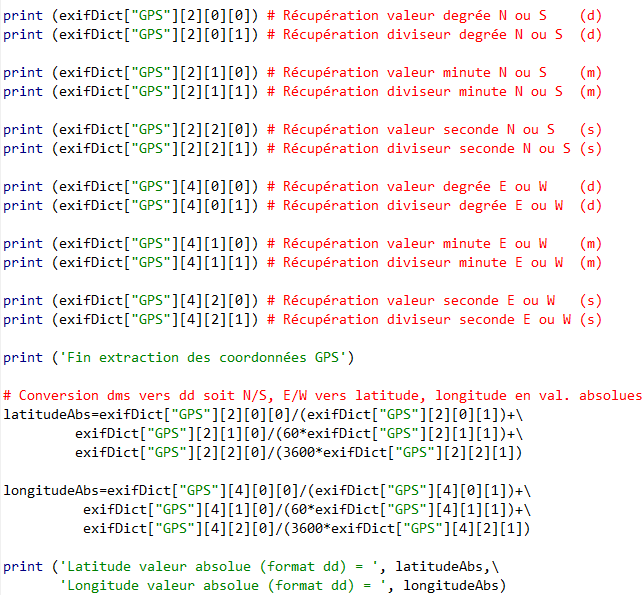 print (exifDict["GPS"][2][0][0]) # Récupération valeur degrée N ou S    (d)
print (exifDict["GPS"][2][0][1]) # Récupération diviseur degrée N ou S  (d)
print (exifDict["GPS"][2][1][0]) # Récupération valeur minute N ou S    (m)
print (exifDict["GPS"][2][1][1]) # Récupération diviseur minute N ou S  (m)
print (exifDict["GPS"][2][2][0]) # Récupération valeur seconde N ou S   (s)
print (exifDict["GPS"][2][2][1]) # Récupération diviseur seconde N ou S (s)
print (exifDict["GPS"][4][0][0]) # Récupération valeur degrée E ou W    (d)
print (exifDict["GPS"][4][0][1]) # Récupération diviseur degrée E ou W  (d)
print (exifDict["GPS"][4][1][0]) # Récupération valeur minute E ou W    (m)
print (exifDict["GPS"][4][1][1]) # Récupération diviseur minute E ou W  (m)
print (exifDict["GPS"][4][2][0]) # Récupération valeur seconde E ou W   (s)
print (exifDict["GPS"][4][2][1]) # Récupération diviseur seconde E ou W (s)
print ('Fin extraction des coordonnées GPS')
# Conversion dms vers dd soit N/S, E/W vers latitude, longitude en val. absolues
latitudeAbs=exifDict["GPS"][2][0][0]/(exifDict["GPS"][2][0][1])+\
         exifDict["GPS"][2][1][0]/(60*exifDict["GPS"][2][1][1])+\
         exifDict["GPS"][2][2][0]/(3600*exifDict["GPS"][2][2][1])
longitudeAbs=exifDict["GPS"][4][0][0]/(exifDict["GPS"][4][0][1])+\
          exifDict["GPS"][4][1][0]/(60*exifDict["GPS"][4][1][1])+\
          exifDict["GPS"][4][2][0]/(3600*exifDict["GPS"][4][2][1])
print ('Latitude valeur absolue (format dd) = ', latitudeAbs,\
       'Longitude valeur absolue (format dd) = ', longitudeAbs)